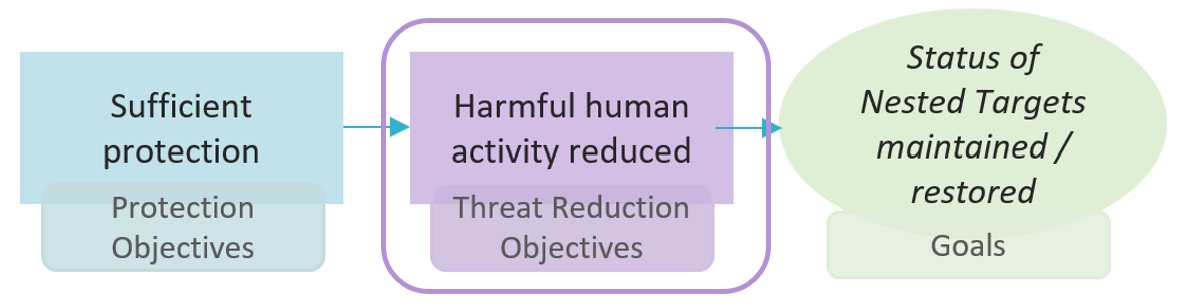 Sufficient
protection
Protection
Objectives
Harmful human
activity reduced
Threat Reduction
Objectives
Status of
Nested Targets
maintained /
restored
Goals